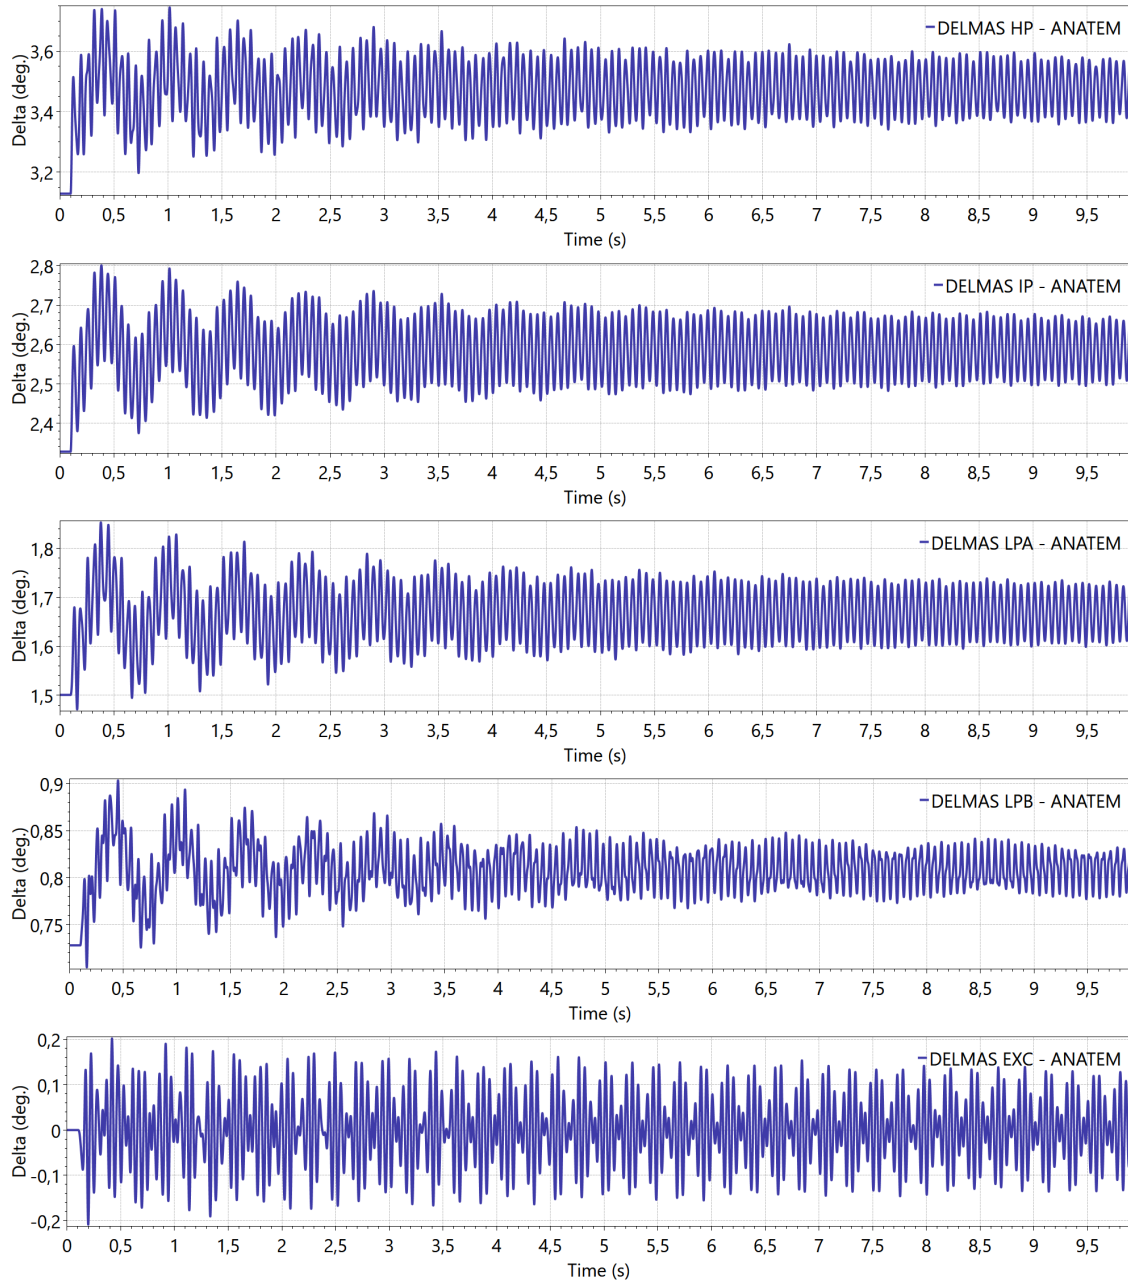 DELMAS HP - ANATEM
Delta (deg.)
3,6
3,4
3,2
0 0,5 1 1,5 2 2,5 3 3,5 4 4,5 5 5,5 6 6,5 7 7,5 8 8,5 9 9,5
Time (s)
DELMAS IP - ANATEM
Delta (deg.)
2,8
2,7
2,6
2,5
2,4
0 0,5 1 1,5 2 2,5 3 3,5 4 4,5 5 5,5 6 6,5 7 7,5 8 8,5 9 9,5
Time (s)
DELMAS LPA - ANATEM
Delta (deg.)
1,8
1,7
1,6
1,5
0 0,5 1 1,5 2 2,5 3 3,5 4 4,5 5 5,5 6 6,5 7 7,5 8 8,5 9 9,5
Time (s)
DELMAS LPB - ANATEM
Delta (deg.)
0,9
0,85
0,8
0,75
0 0,5 1 1,5 2 2,5 3 3,5 4 4,5 5 5,5 6 6,5 7 7,5 8 8,5 9 9,5
Time (s)
DELMAS EXC - ANATEM
Delta (deg.)
0,2
0,1
0
-0,1
-0,2
0 0,5 1 1,5 2 2,5 3 3,5 4 4,5 5 5,5 6 6,5 7 7,5 8 8,5 9 9,5
Time (s)